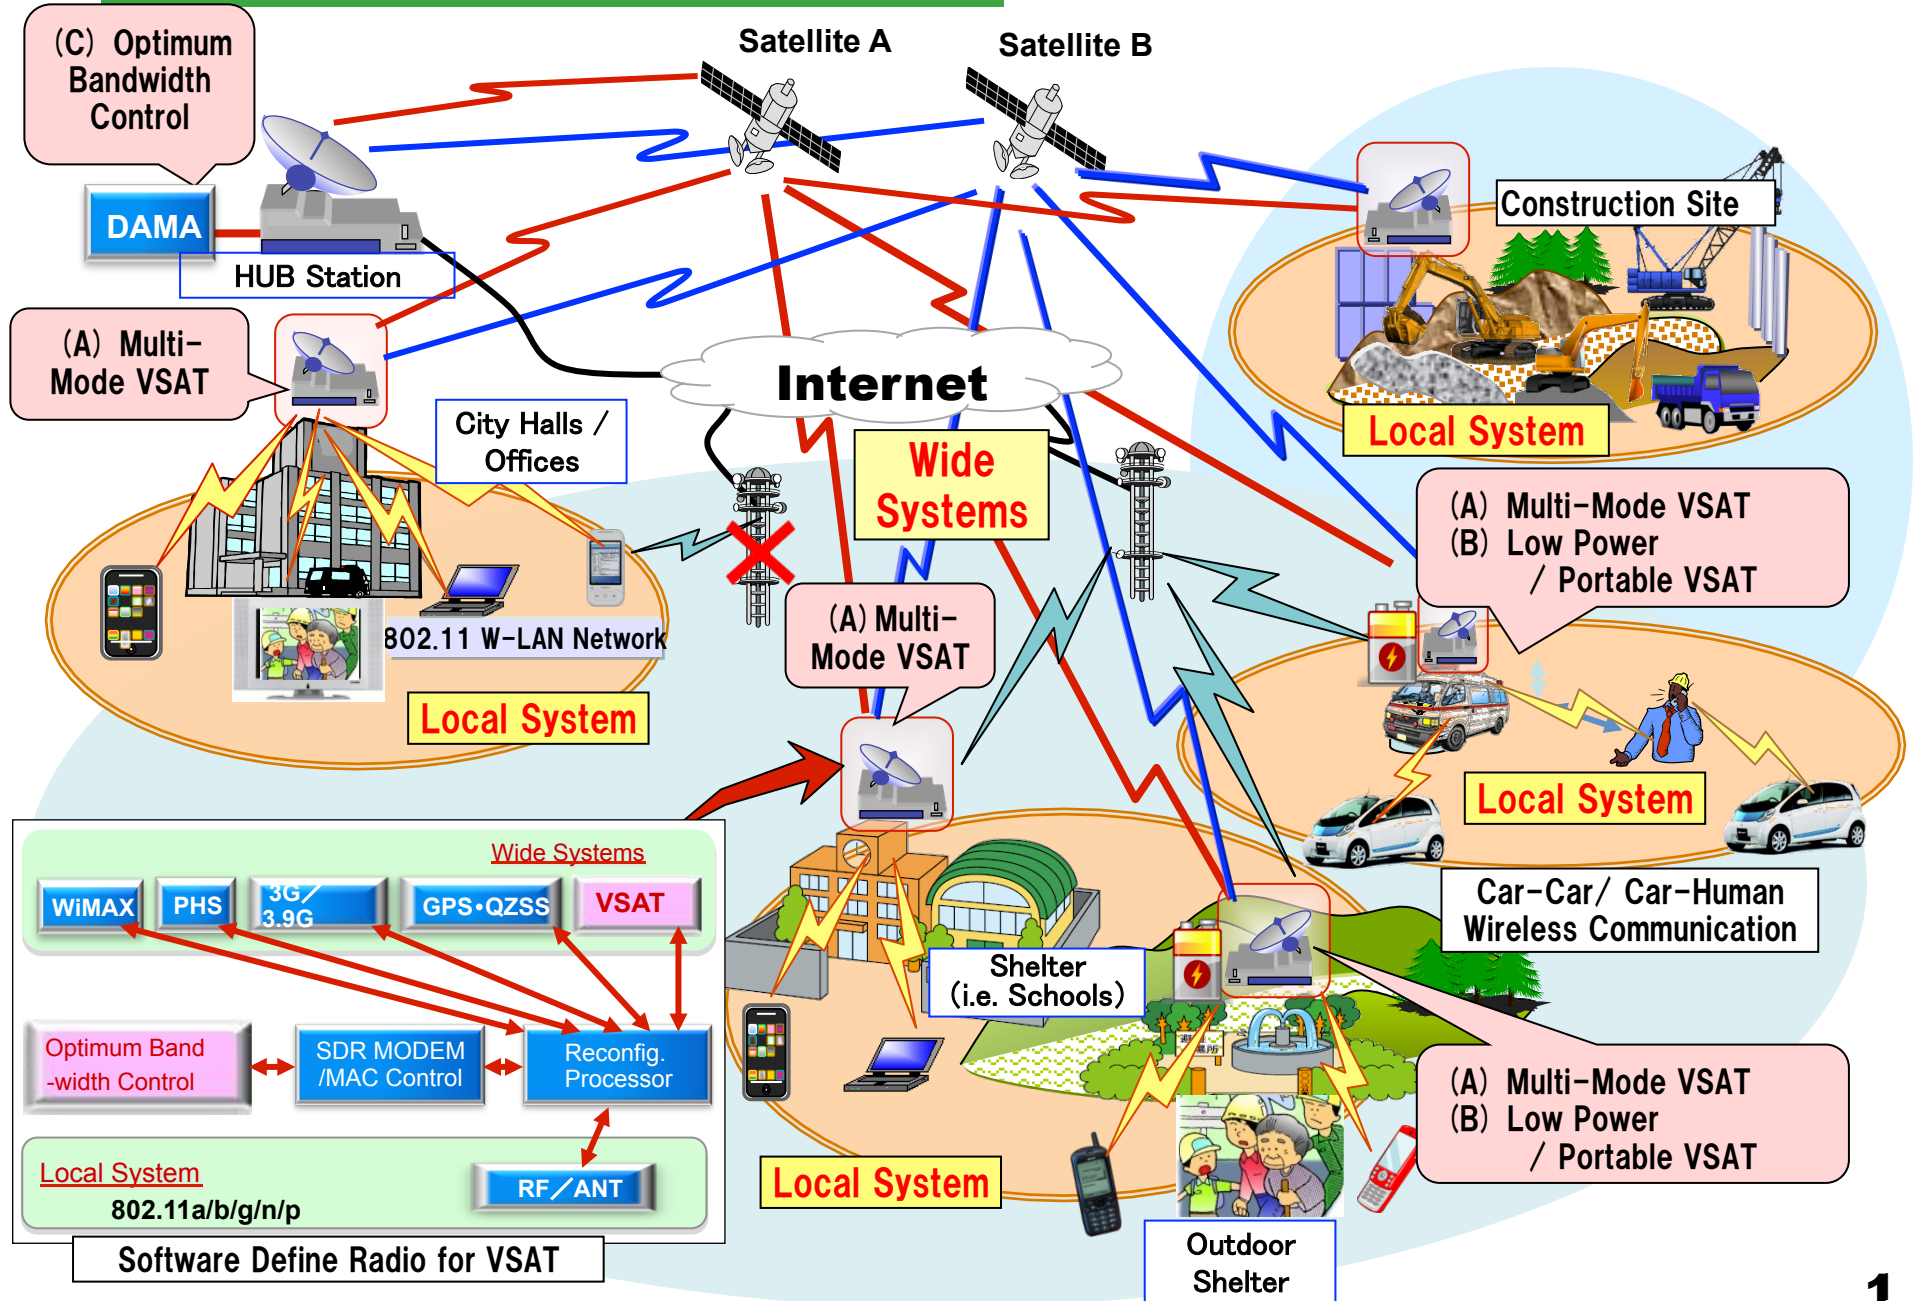 (C) Optimum
Bandwidth
Control
Satellite A
Satellite B
DAMA
HUB Station
Construction Site
(A) Multi-
Mode VSAT
Internet
City Halls /
Offices
Local System
Wide
Systems
(A) Multi-Mode VSAT
(B) Low Power
/ Portable VSAT
802.11 W-LAN Network
Local System
(A) Multi-
Mode VSAT
Local System
Car-Car/ Car-Human
Wireless Communication
Wide Systems
WiMAX
PHS
3G/
3.9G
GPS・QZSS
VSAT
Optimum Band
-width Control
SDR MODEM
/MAC Control
Reconfig.
Processor
Local System
802.11a/b/g/n/p
RF/ANT
Software Define Radio for VSAT
Shelter
(i.e. Schools)
Local System
(A) Multi-Mode VSAT
(B) Low Power
/ Portable VSAT
Outdoor
Shelter
1